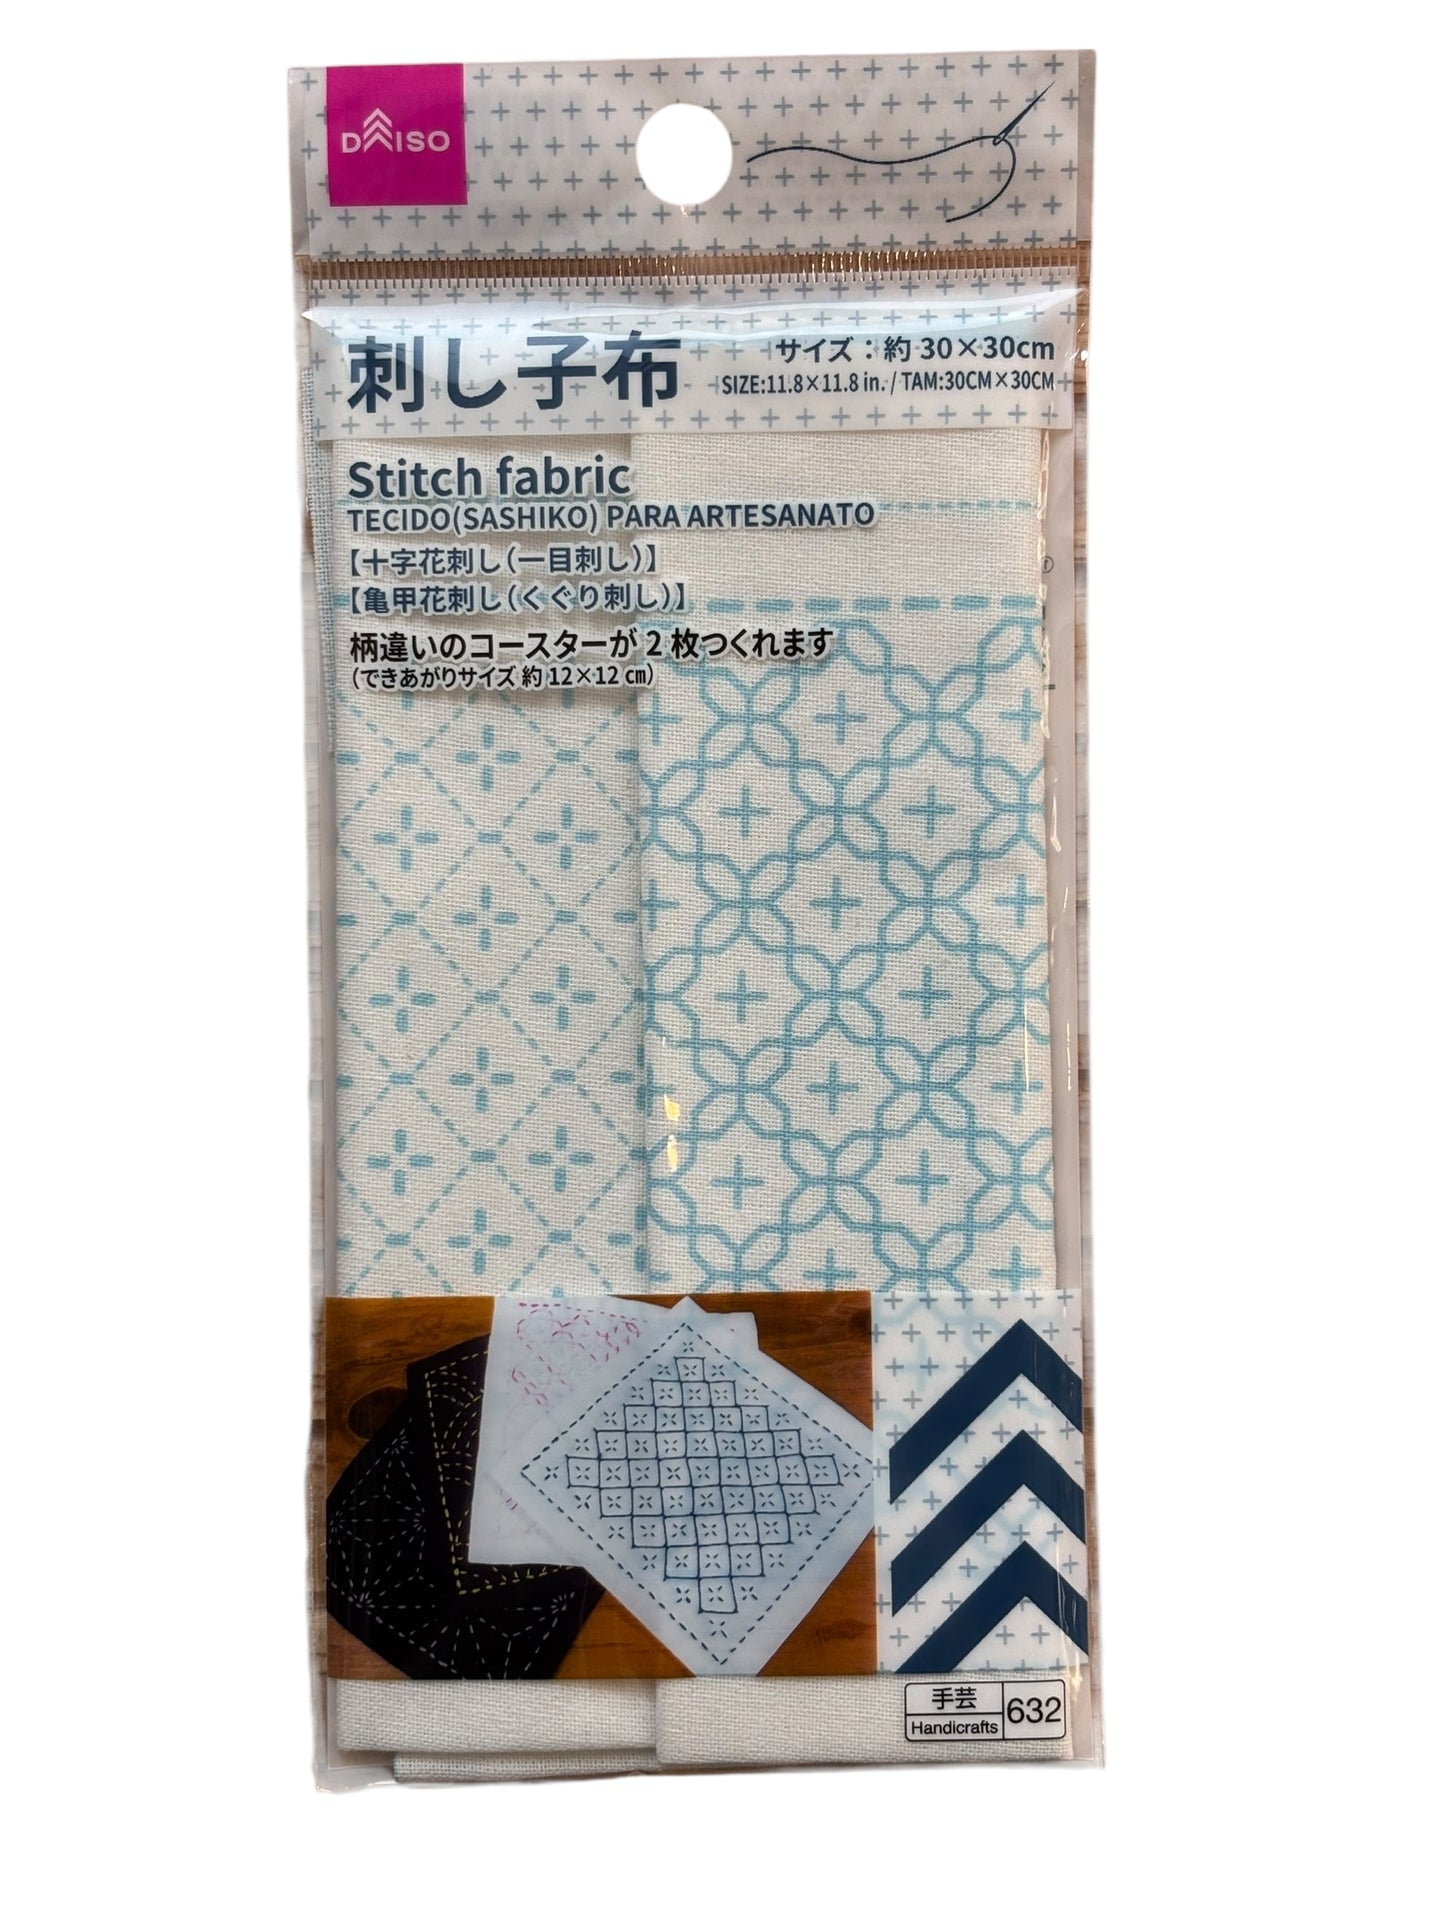 DAISO
刺し子布
サイズ：約 30×30cm
SIZE:11.8×11.8 in. / TAM:30CM×30CM
Stitch fabric
TECIDO(SASHIKO) PARA ARTESANATO
【十字花刺し（一目刺し）】
【亀甲花刺し（くぐり刺し）】
柄違いのコースターが 2 枚つくれます
（できあがりサイズ 約 12×12 ㎝）
手芸
Handicrafts
632